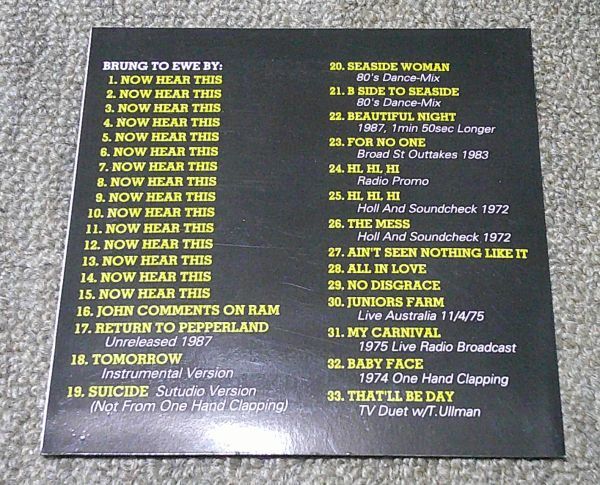 BRUNG TO EWE BY:
1. NOW HEAR THIS
2. NOW HEAR THIS
3. NOW HEAR THIS
4. NOW HEAR THIS
5. NOW HEAR THIS
6. NOW HEAR THIS
7. NOW HEAR THIS
8. NOW HEAR THIS
9. NOW HEAR THIS
10. NOW HEAR THIS
11. NOW HEAR THIS
12. NOW HEAR THIS
13. NOW HEAR THIS
14. NOW HEAR THIS
15. NOW HEAR THIS
16. JOHN COMMENTS ON RAM
17. RETURN TO PEPPERLAND
Unreleased 1987
18. TOMORROW
Instrumental Version
19. SUICIDE Sutudio Version
(Not From One Hand Clapping)
20. SEASIDE WOMAN
80's Dance-Mix
21. B SIDE TO SEASIDE
80's Dance-Mix
22. BEAUTIFUL NIGHT
1987, 1min 50sec Longer
23. FOR NO ONE
Broad St Outtakes 1983
24. HI, HI, HI
Radio Promo
25. HI, HI, HI
Holl And Soundcheck 1972
26. THE MESS
Holl And Soundcheck 1972
27. AIN'T SEEN NOTHING LIKE IT
28. ALL IN LOVE
29. NO DISGRACE
30. JUNIORS FARM
Live Australia 11/4/75
31. MY CARNIVAL
1975 Live Radio Broadcast
32. BABY FACE
1974 One Hand Clapping
33. THAT'LL BE DAY
TV Duet w/T.Ullman